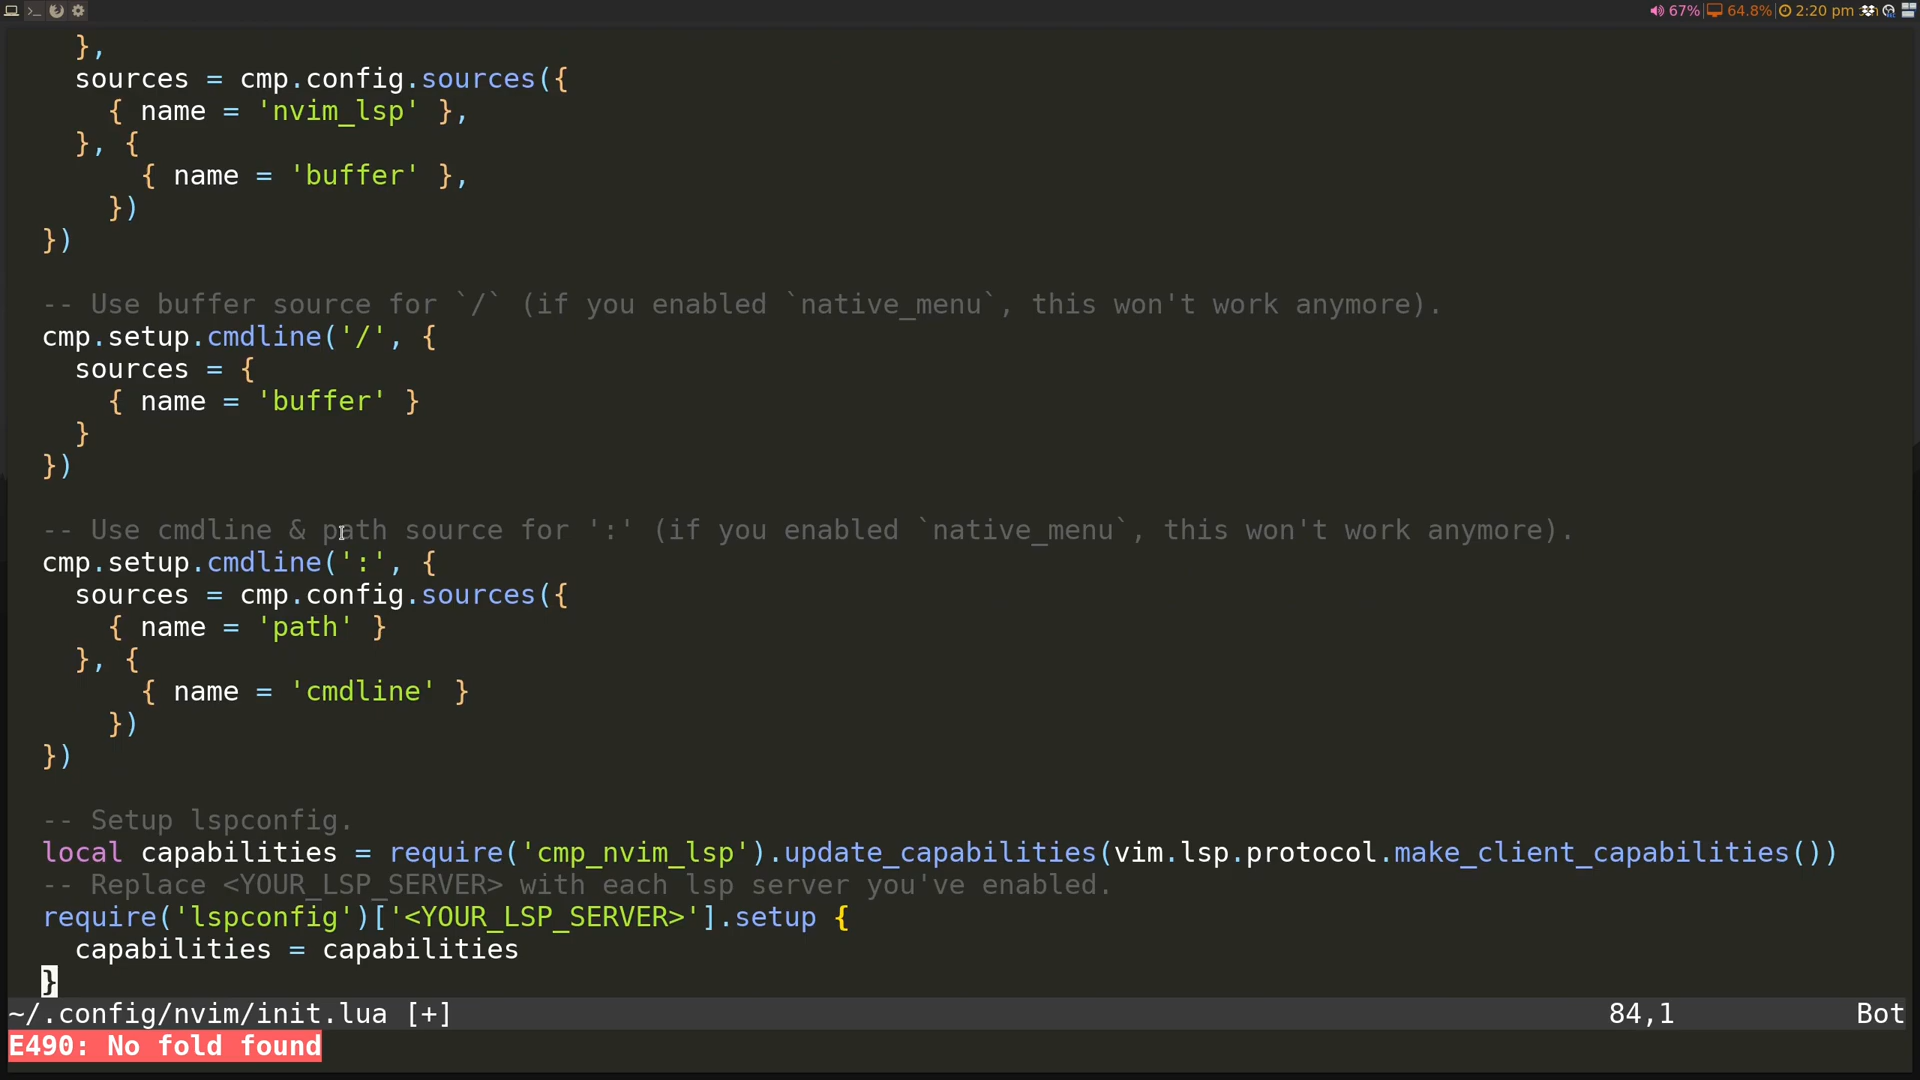 67% 64.8% 2:20 pm
},
sources = cmp.config.sources({
{ name = 'nvim_lsp' },
}, {
{ name = 'buffer' },
})
})
-- Use buffer source for `/` (if you enabled `native_menu`, this won't work anymore).
cmp.setup.cmdline('/', {
sources = {
{ name = 'buffer' }
}
})
-- Use cmdline & path source for ':' (if you enabled `native_menu`, this won't work anymore).
cmp.setup.cmdline(':', {
sources = cmp.config.sources({
{ name = 'path' }
}, {
{ name = 'cmdline' }
})
})
-- Setup lspconfig.
local capabilities = require('cmp_nvim_lsp').update_capabilities(vim.lsp.protocol.make_client_capabilities())
-- Replace <YOUR_LSP_SERVER> with each lsp server you've enabled.
require('lspconfig')['<YOUR_LSP_SERVER>'].setup {
capabilities = capabilities
}
~/.config/nvim/init.lua [+] 84,1 Bot
E490: No fold found